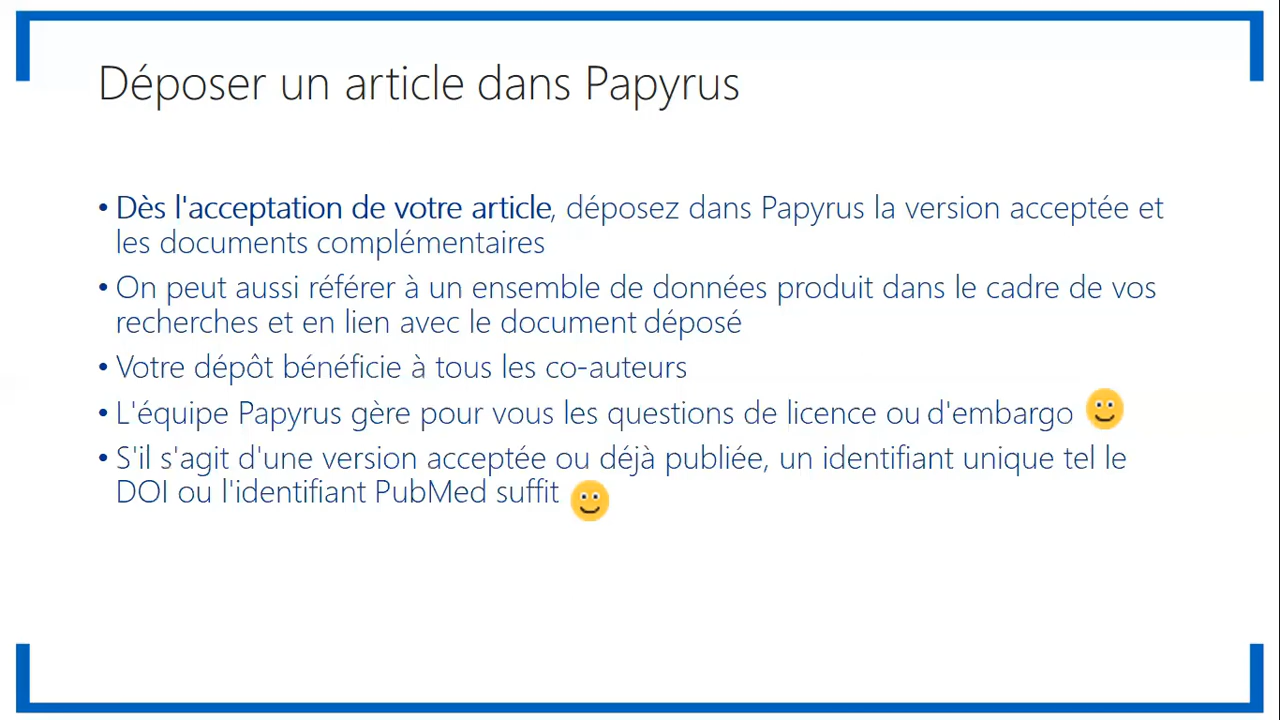 Déposer un article dans Papyrus
• Dès l'acceptation de votre article, déposez dans Papyrus la version acceptée et
les documents complémentaires
• On peut aussi référer à un ensemble de données produit dans le cadre de vos
recherches et en lien avec le document déposé
• Votre dépôt bénéficie à tous les co-auteurs
• L'équipe Papyrus gère pour vous les questions de licence ou d'embargo
• S'il s'agit d'une version acceptée ou déjà publiée, un identifiant unique tel le
DOI ou l'identifiant PubMed suffit